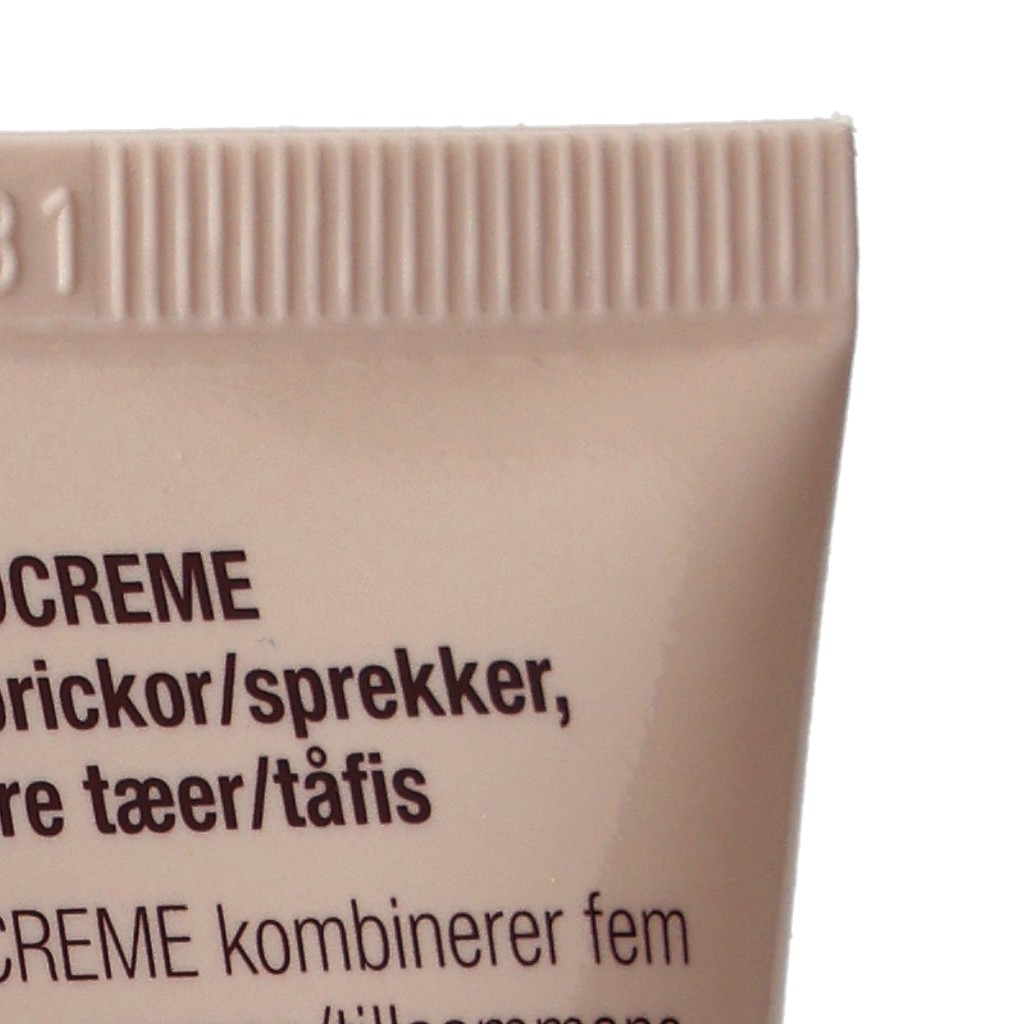 31
CREME
rickor/sprekker,
re tæer/tåfis
CREME kombinerer fem